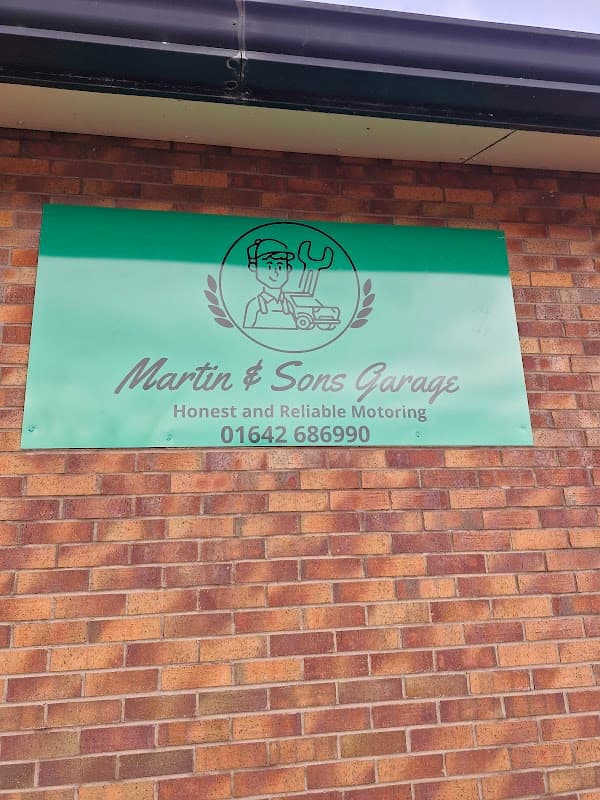 Martin & Sons Garage
Honest and Reliable Motoring
01642 686990